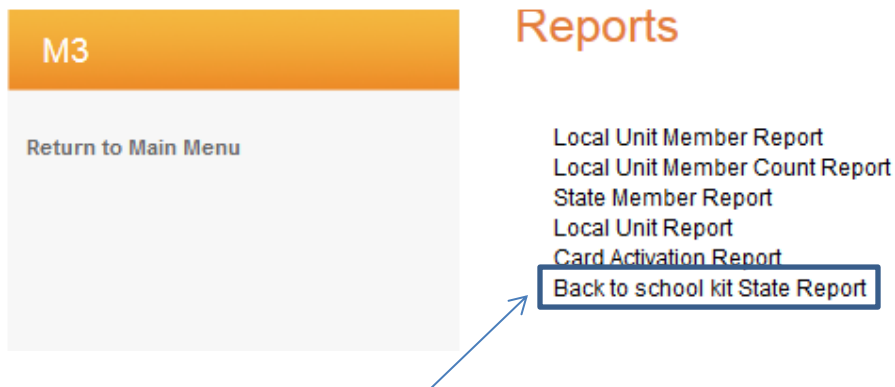 M3
Return to Main Menu
Reports
Local Unit Member Report
Local Unit Member Count Report
State Member Report
Local Unit Report
Card Activation Report
Back to school kit State Report